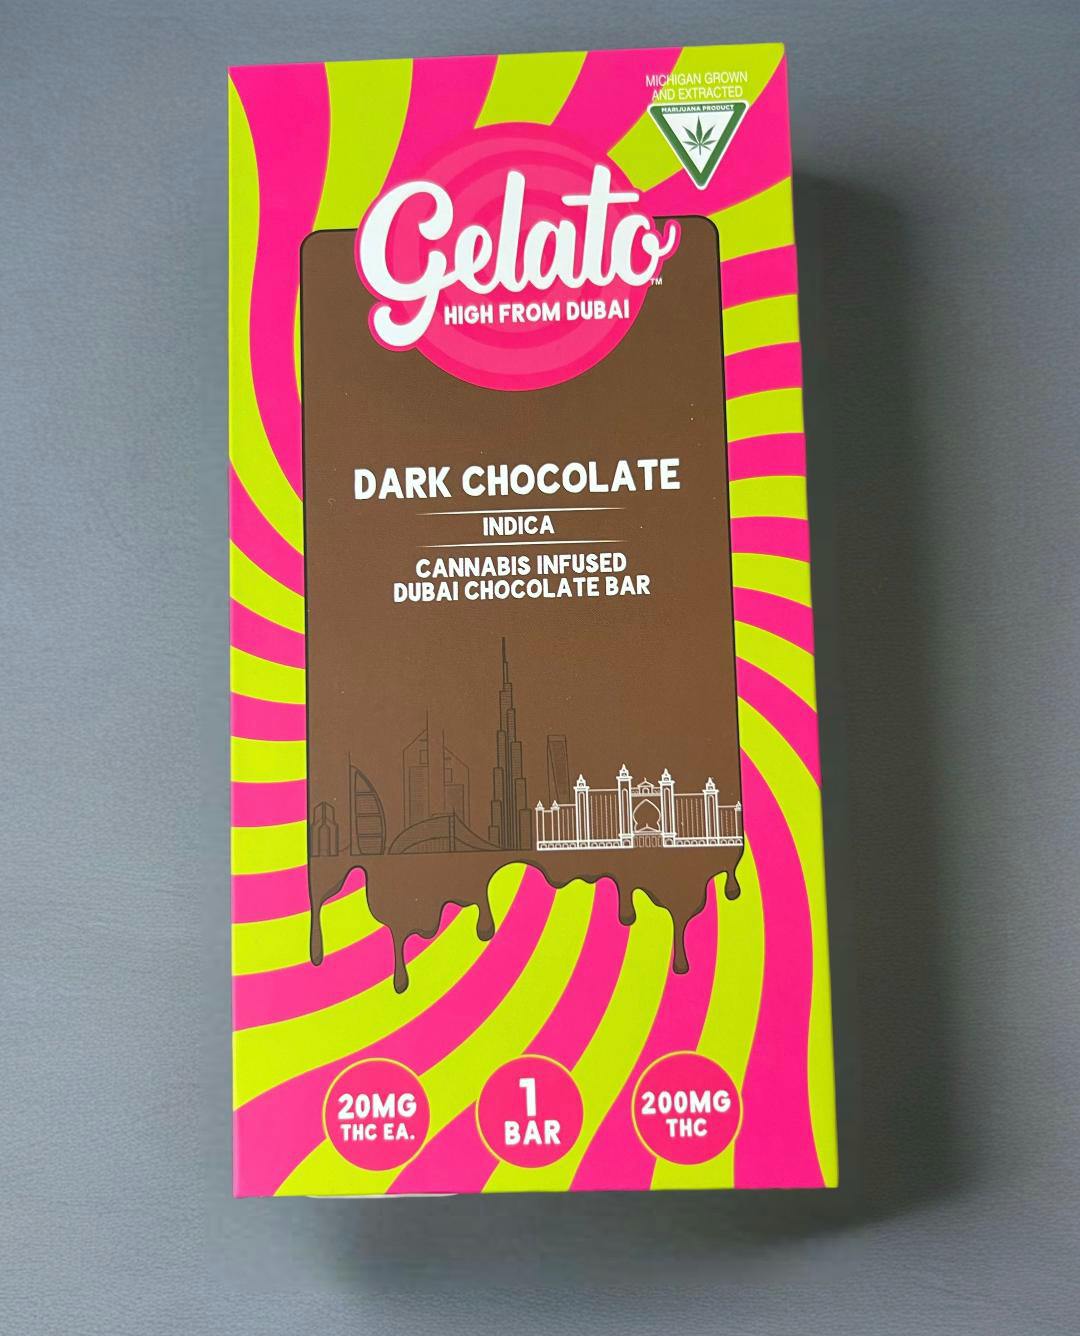 MICHIGAN GROWN
AND EXTRACTED
MARIJUANA PRODUCT
Gelato™
HIGH FROM DUBAI
DARK CHOCOLATE
INDICA
CANNABIS INFUSED
DUBAI CHOCOLATE BAR
20MG
THC EA.
1
BAR
200MG
THC